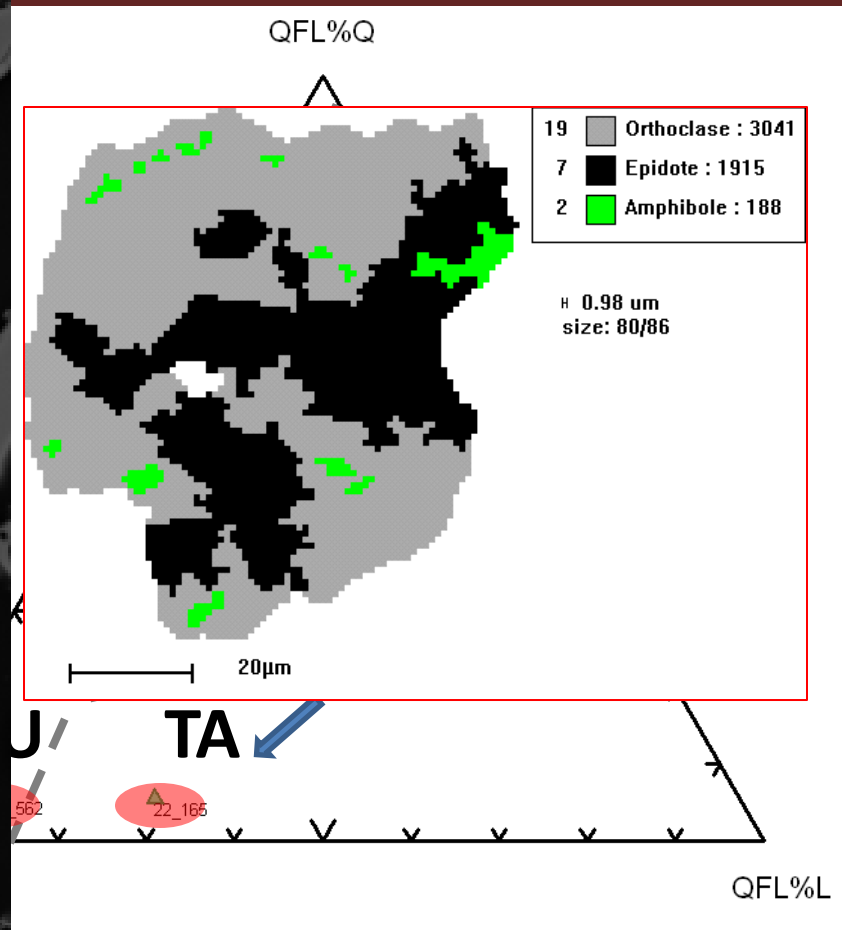 QFL%Q
19 Orthoclase : 3041
7 Epidote : 1915
2 Amphibole : 188
H 0.98 um
size: 80/86
20µm
U TA
_562
22_165
QFL%L